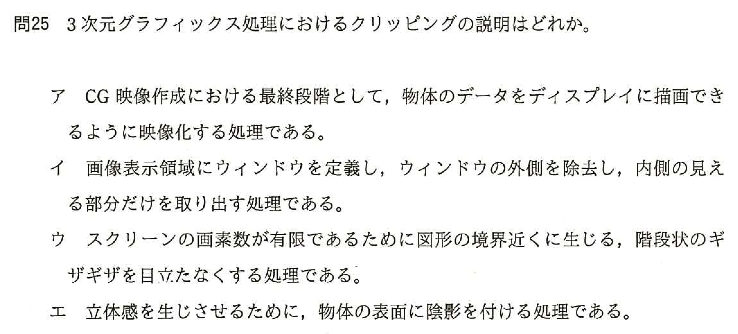 問25 3次元グラフィックス処理におけるクリッピングの説明はどれか。
ア CG映像作成における最終段階として，物体のデータをディスプレイに描画でき
るように映像化する処理である。
イ 画像表示領域にウィンドウを定義し，ウィンドウの外側を除去し，内側の見え
る部分だけを取り出す処理である。
ウ スクリーンの画素数が有限であるために図形の境界近くに生じる，階段状のギ
ザギザを目立たなくする処理である。
エ 立体感を生じさせるために，物体の表面に陰影を付ける処理である。